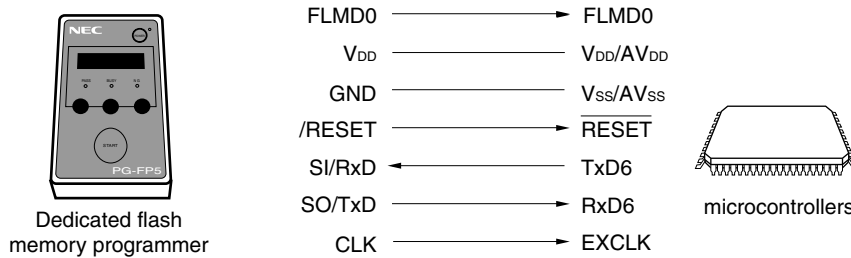 NEC
PASS BUSY N.G
START
PG-FP5
Dedicated flash
memory programmer
FLMD0 FLMD0
VDD VDD/AVDD
GND VSS/AVSS
/RESET RESET
SI/RxD TxD6
SO/TxD RxD6
CLK EXCLK
microcontrollers